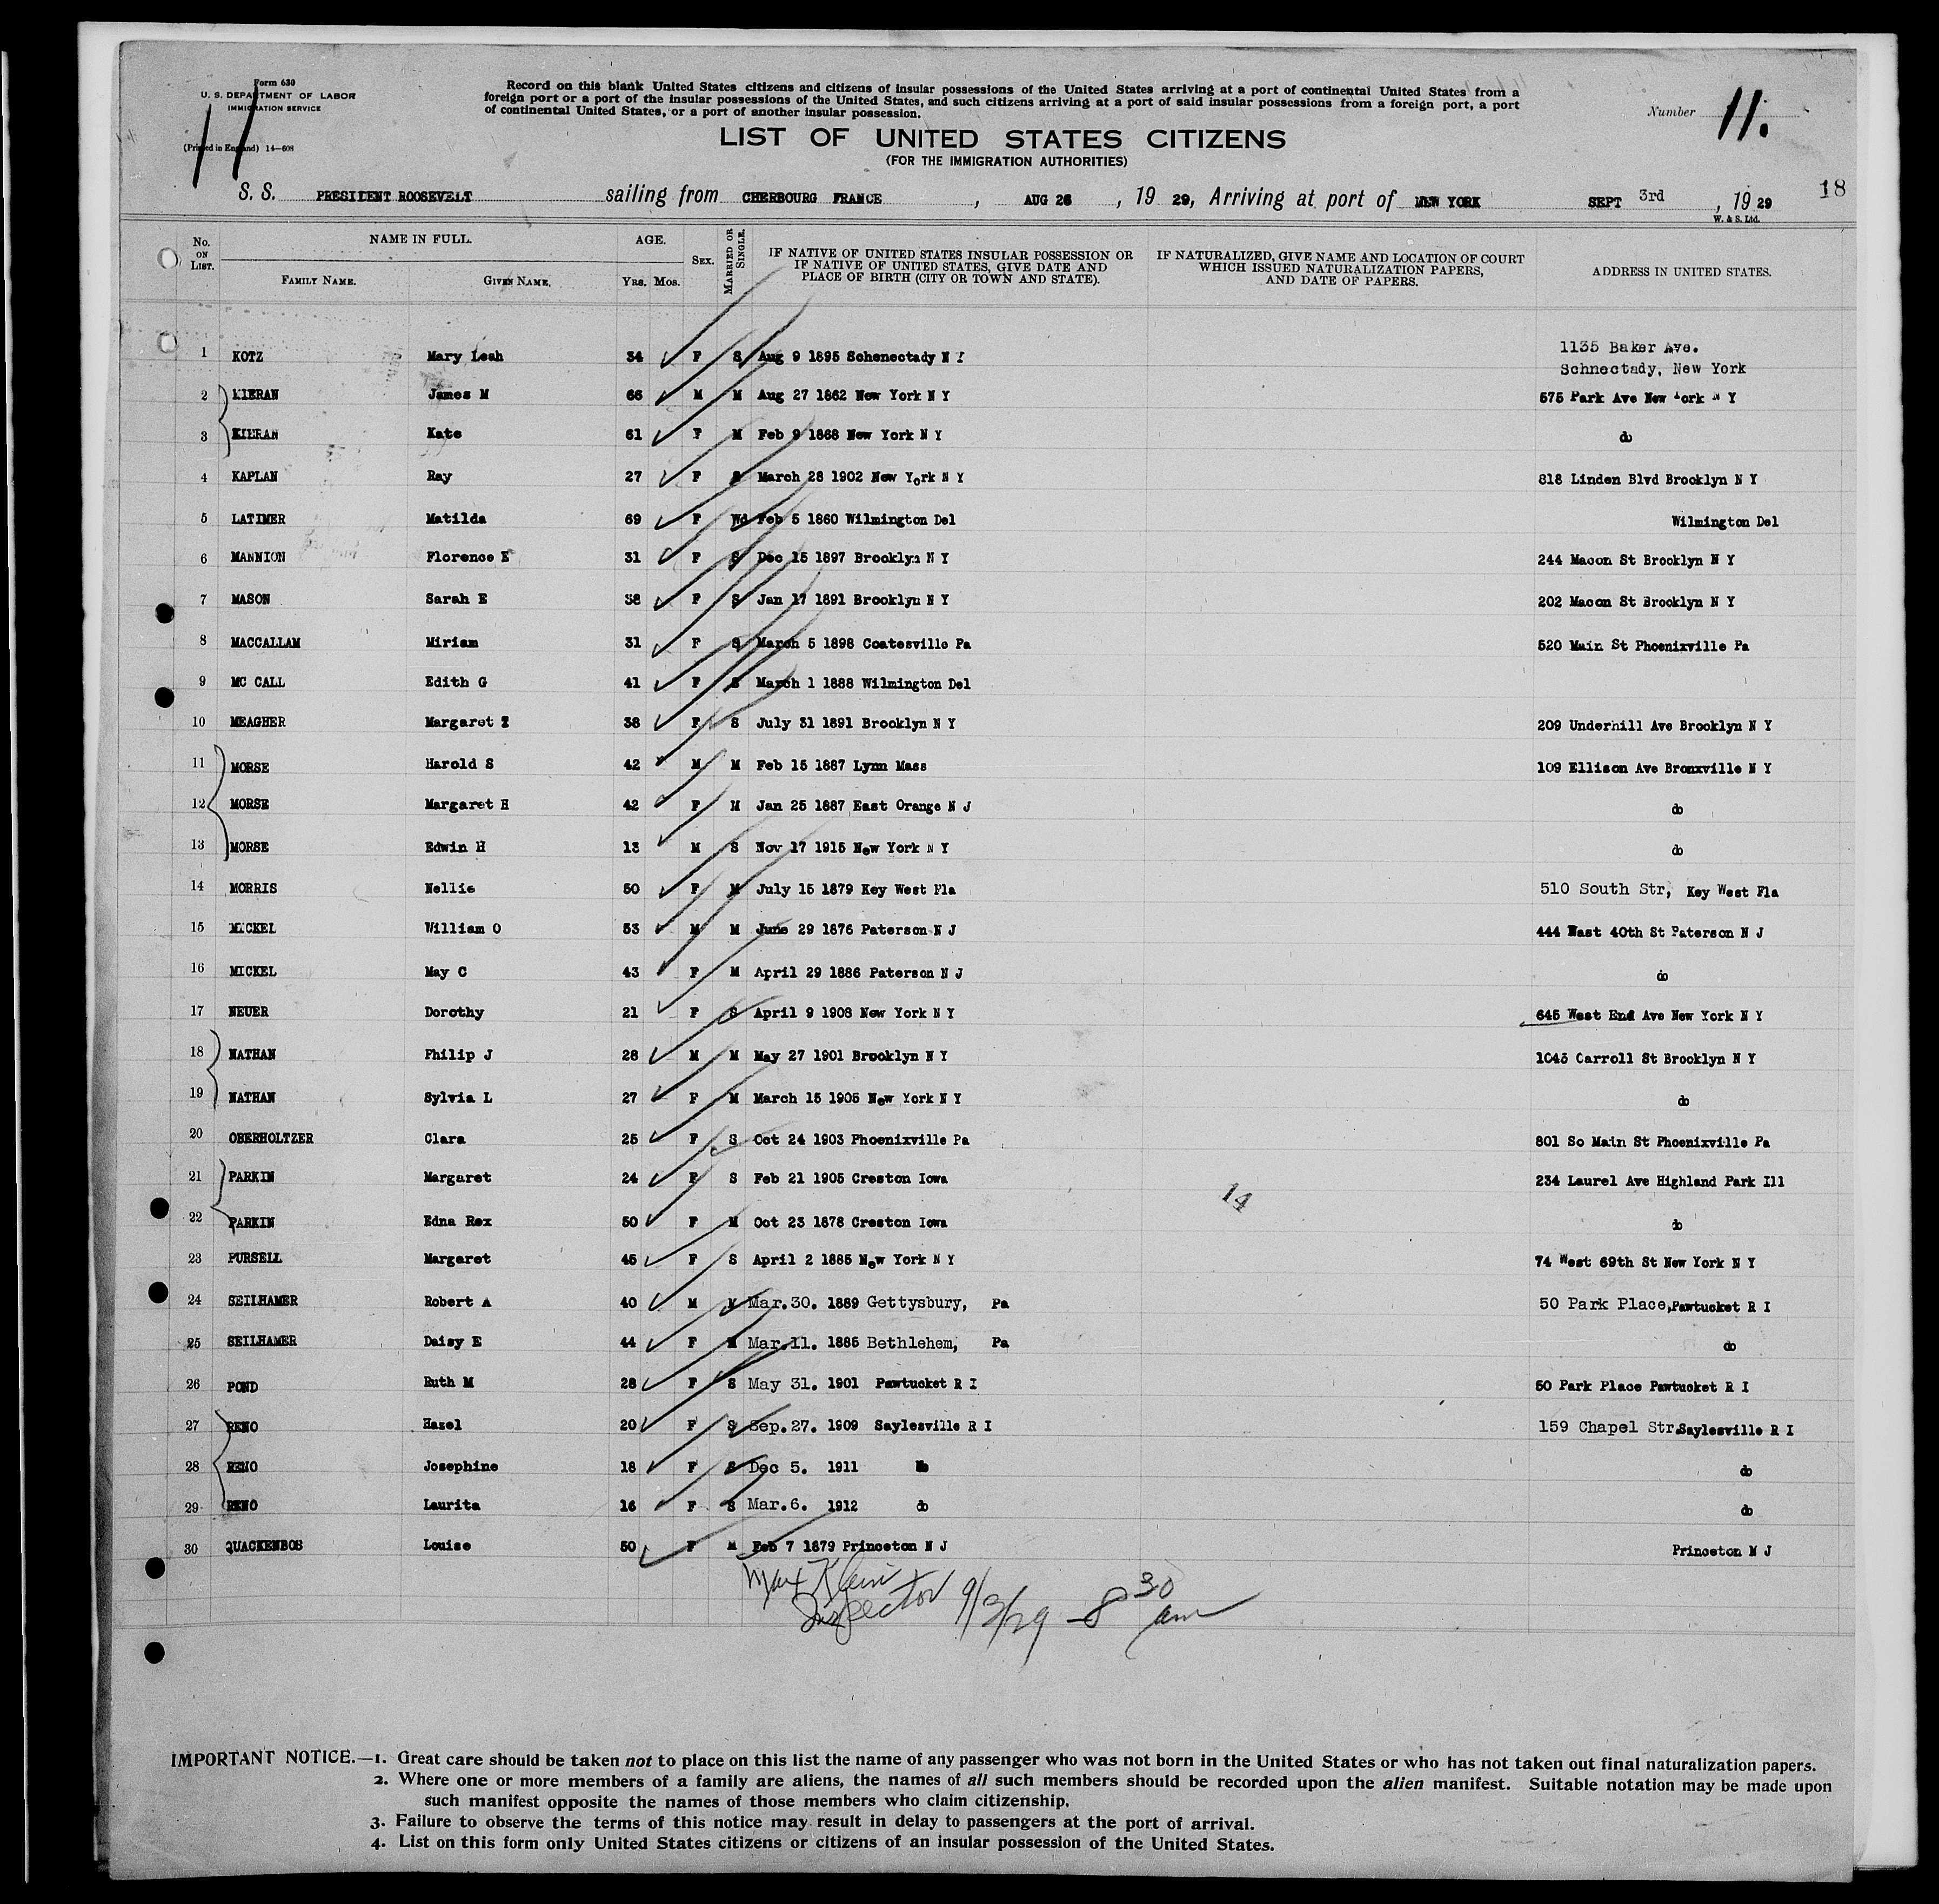 Form 630
U. S. DEPARTMENT OF LABOR
IMMIGRATION SERVICE
(Printed in England) 14—608
11
Record on this blank United States citizens and citizens of insular possessions of the United States arriving at a port of continental United States from a
foreign port or a port of the insular possessions of the United States, and such citizens arriving at a port of said insular possessions from a foreign port, a port
of continental United States, or a port of another insular possession.
Number 11.
LIST OF UNITED STATES CITIZENS
(FOR THE IMMIGRATION AUTHORITIES)
S. S. PRESIDENT ROOSEVELT sailing from CHERBOURG FRANCE, AUG 26, 19 29, Arriving at port of NEW YORK SEPT 3rd, 19 29
18
W. & S. Ltd.
No. ON LIST. NAME IN FULL. FAMILY NAME. GIVEN NAME. AGE. YRS. MOS. SEX. MARRIED OR SINGLE. IF NATIVE OF UNITED STATES INSULAR POSSESSION OR IF NATIVE OF UNITED STATES, GIVE DATE AND PLACE OF BIRTH (CITY OR TOWN AND STATE). IF NATURALIZED, GIVE NAME AND LOCATION OF COURT WHICH ISSUED NATURALIZATION PAPERS, AND DATE OF PAPERS. ADDRESS IN UNITED STATES.
1 KOTZ Mary Leah 34 F S Aug 9 1895 Schenectady N Y 1135 Baker Ave.
Schnectady, New York
2 KIERAN James M 66 M M Aug 27 1862 New York N Y 575 Park Ave New York N Y
3 KIERAN Kate 61 F M Feb 9 1868 New York N Y do
4 KAPLAN Ray 27 F S March 28 1902 New York N Y 818 Linden Blvd Brooklyn N Y
5 LATIMER Matilda 69 F Wd Feb 5 1860 Wilmington Del Wilmington Del
6 MANNION Florence E 31 F S Dec 15 1897 Brooklyn N Y 244 Macon St Brooklyn N Y
7 MASON Sarah E 38 F S Jan 17 1891 Brooklyn N Y 202 Macon St Brooklyn N Y
8 MACCALLAM Miriam 31 F S March 5 1898 Coatesville Pa 520 Main St Phoenixville Pa
9 MC CALL Edith G 41 F S March 1 1888 Wilmington Del
10 MEAGHER Margaret 38 F S July 31 1891 Brooklyn N Y 209 Underhill Ave Brooklyn N Y
11 MORSE Harold S 42 M M Feb 15 1887 Lynn Mass 109 Ellison Ave Bronxville N Y
12 MORSE Margaret H 42 F M Jan 25 1887 East Orange N J do
13 MORSE Edwin H 13 M S Nov 17 1915 New York N Y do
14 MORRIS Nellie 50 F M July 15 1879 Key West Fla 510 South Str, Key West Fla
15 MICKEL William O 53 M M June 29 1876 Paterson N J 444 East 40th St Paterson N J
16 MICKEL May C 43 F M April 29 1886 Paterson N J do
17 NEUER Dorothy 21 F S April 9 1908 New York N Y 645 West End Ave New York N Y
18 NATHAN Philip J 28 M M May 27 1901 Brooklyn N Y 1045 Carroll St Brooklyn N Y
19 NATHAN Sylvia L 27 F M March 15 1905 New York N Y do
20 OBERHOLTZER Clara 25 F S Oct 24 1903 Phoenixville Pa 801 So Main St Phoenixville Pa
21 PARKIN Margaret 24 F S Feb 21 1905 Creston Iowa 234 Laurel Ave Highland Park Ill
14
22 PARKIN Edna Rex 50 F M Oct 23 1878 Creston Iowa do
23 PURSELL Margaret 45 F S April 2 1885 New York N Y 74 West 69th St New York N Y
24 SEILHAMER Robert A 40 M M Mar.30. 1889 Gettysbury, Pa 50 Park Place,Pawtucket R I
25 SEILHAMER Daisy E 44 F M Mar.11. 1885 Bethlehem, Pa do
26 POND Ruth M 28 F S May 31. 1901 Pawtucket R I 50 Park Place Pawtucket R I
27 RENO Hazel 20 F S Sep.27. 1909 Saylesville R I 159 Chapel Str.Saylesville R I
28 RENO Josephine 18 F S Dec 5. 1911 do do
29 RENO Laurita 16 F S Mar.6. 1912 do do
30 QUACKENBOS Louise 50 F M Feb 7 1879 Princeton N J Princeton N J
Max Klein
Inspector 9/3/29 - 8 30 am
IMPORTANT NOTICE.—1. Great care should be taken not to place on this list the name of any passenger who was not born in the United States or who has not taken out final naturalization papers.
2. Where one or more members of a family are aliens, the names of all such members should be recorded upon the alien manifest. Suitable notation may be made upon
such manifest opposite the names of those members who claim citizenship.
3. Failure to observe the terms of this notice may result in delay to passengers at the port of arrival.
4. List on this form only United States citizens or citizens of an insular possession of the United States.